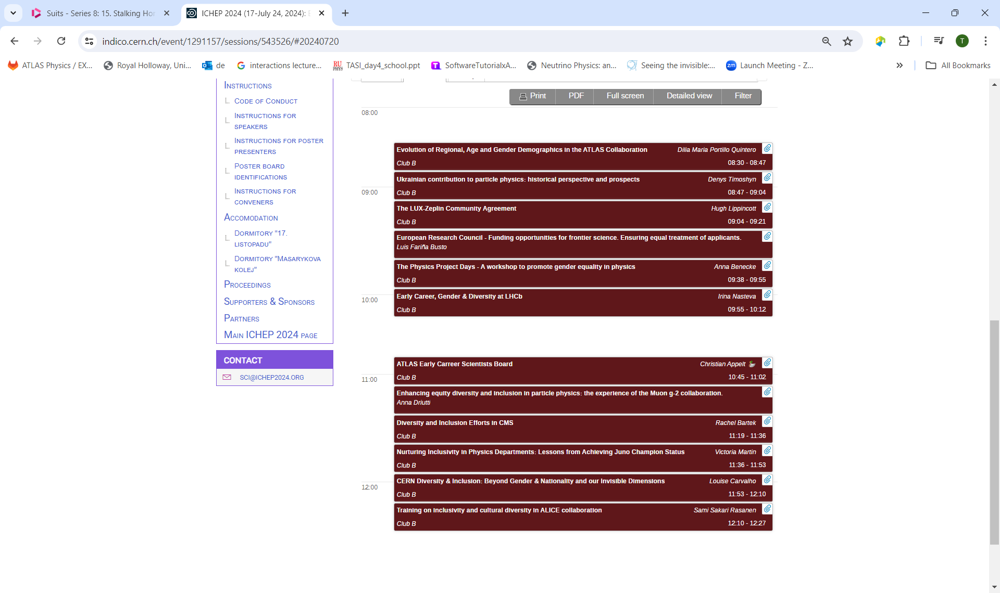 Suits - Series 8: 15. Stalking Hor
ICHEP 2024 (17-July 24, 2024): E
indico.cern.ch/event/1291157/sessions/543526/#20240720
T
ATLAS Physics / EX...
Royal Holloway, Uni...
de
interactions lecture...
RU PHYS TASI_day4_school.ppt
T SoftwareTutorialxA...
Neutrino Physics: an...
Seeing the invisible:...
zm Launch Meeting - Z...
All Bookmarks
INSTRUCTIONS
CODE OF CONDUCT
INSTRUCTIONS FOR
SPEAKERS
INSTRUCTIONS FOR POSTER
PRESENTERS
POSTER BOARD
IDENTIFICATIONS
INSTRUCTIONS FOR
CONVENERS
ACCOMODATION
DORMITORY "17.
LISTOPADU"
DORMITORY "MASARYKOVA
KOLEJ"
PROCEEDINGS
SUPPORTERS & SPONSORS
PARTNERS
MAIN ICHEP 2024 PAGE
CONTACT
SCI@ICHEP2024.ORG
Print PDF Full screen Detailed view Filter
08:00
Evolution of Regional, Age and Gender Demographics in the ATLAS Collaboration Dilia Maria Portillo Quintero
Club B 08:30 - 08:47
Ukrainian contribution to particle physics: historical perspective and prospects Denys Timoshyn
09:00 Club B 08:47 - 09:04
The LUX-Zeplin Community Agreement Hugh Lippincott
Club B 09:04 - 09:21
European Research Council - Funding opportunities for frontier science. Ensuring equal treatment of applicants.
Luis Fariña Busto
The Physics Project Days - A workshop to promote gender equality in physics Anna Benecke
Club B 09:38 - 09:55
10:00 Early Career, Gender & Diversity at LHCb Irina Nasteva
Club B 09:55 - 10:12
ATLAS Early Carreer Scientists Board Christian Appelt 🦆
Club B 10:45 - 11:02
11:00
Enhancing equity diversity and inclusion in particle physics: the experience of the Muon g-2 collaboration.
Anna Driutti
Diversity and Inclusion Efforts in CMS Rachel Bartek
Club B 11:19 - 11:36
Nurturing Inclusivity in Physics Departments: Lessons from Achieving Juno Champion Status Victoria Martin
Club B 11:36 - 11:53
CERN Diversity & Inclusion: Beyond Gender & Nationality and our Invisible Dimensions Louise Carvalho
12:00
Club B 11:53 - 12:10
Training on inclusivity and cultural diversity in ALICE collaboration Sami Sakari Rasanen
Club B 12:10 - 12:27